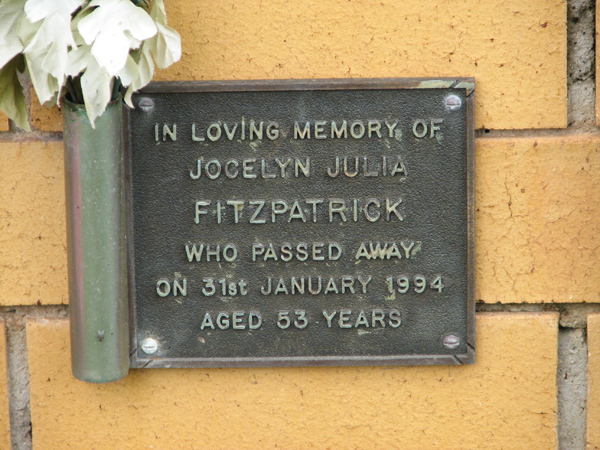 IN LOVING MEMORY OF
JOCELYN JULIA
FITZPATRICK
WHO PASSED AWAY
ON 31st JANUARY 1994
AGED 53 YEARS